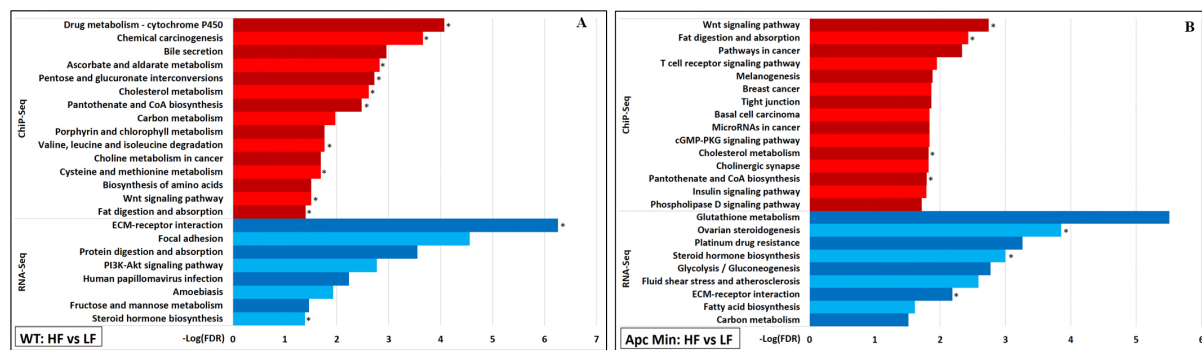 A
Drug metabolism - cytochrome P450 *
Chemical carcinogenesis *
Bile secretion
Ascorbate and aldarate metabolism *
Pentose and glucuronate interconversions *
Cholesterol metabolism *
Pantothenate and CoA biosynthesis *
Carbon metabolism
Porphyrin and chlorophyll metabolism
Valine, leucine and isoleucine degradation *
Choline metabolism in cancer
Cysteine and methionine metabolism *
Biosynthesis of amino acids
Wnt signaling pathway *
Fat digestion and absorption *
ChiP-Seq
ECM-receptor interaction *
Focal adhesion
Protein digestion and absorption
PI3K-Akt signaling pathway
Human papillomavirus infection
Amoebiasis
Fructose and mannose metabolism
Steroid hormone biosynthesis *
RNA-Seq
WT: HF vs LF
-Log(FDR) 0 1 2 3 4 5 6 7
B
Wnt signaling pathway *
Fat digestion and absorption *
Pathways in cancer
T cell receptor signaling pathway
Melanogenesis
Breast cancer
Tight junction
Basal cell carcinoma
MicroRNAs in cancer
cGMP-PKG signaling pathway
Cholesterol metabolism *
Cholinergic synapse
Pantothenate and CoA biosynthesis *
Insulin signaling pathway
Phospholipase D signaling pathway
ChiP-Seq
Glutathione metabolism
Ovarian steroidogenesis *
Platinum drug resistance
Steroid hormone biosynthesis *
Glycolysis / Gluconeogenesis
Fluid shear stress and atherosclerosis
ECM-receptor interaction *
Fatty acid biosynthesis
Carbon metabolism
RNA-Seq
Apc Min: HF vs LF
-Log(FDR) 0 1 2 3 4 5 6